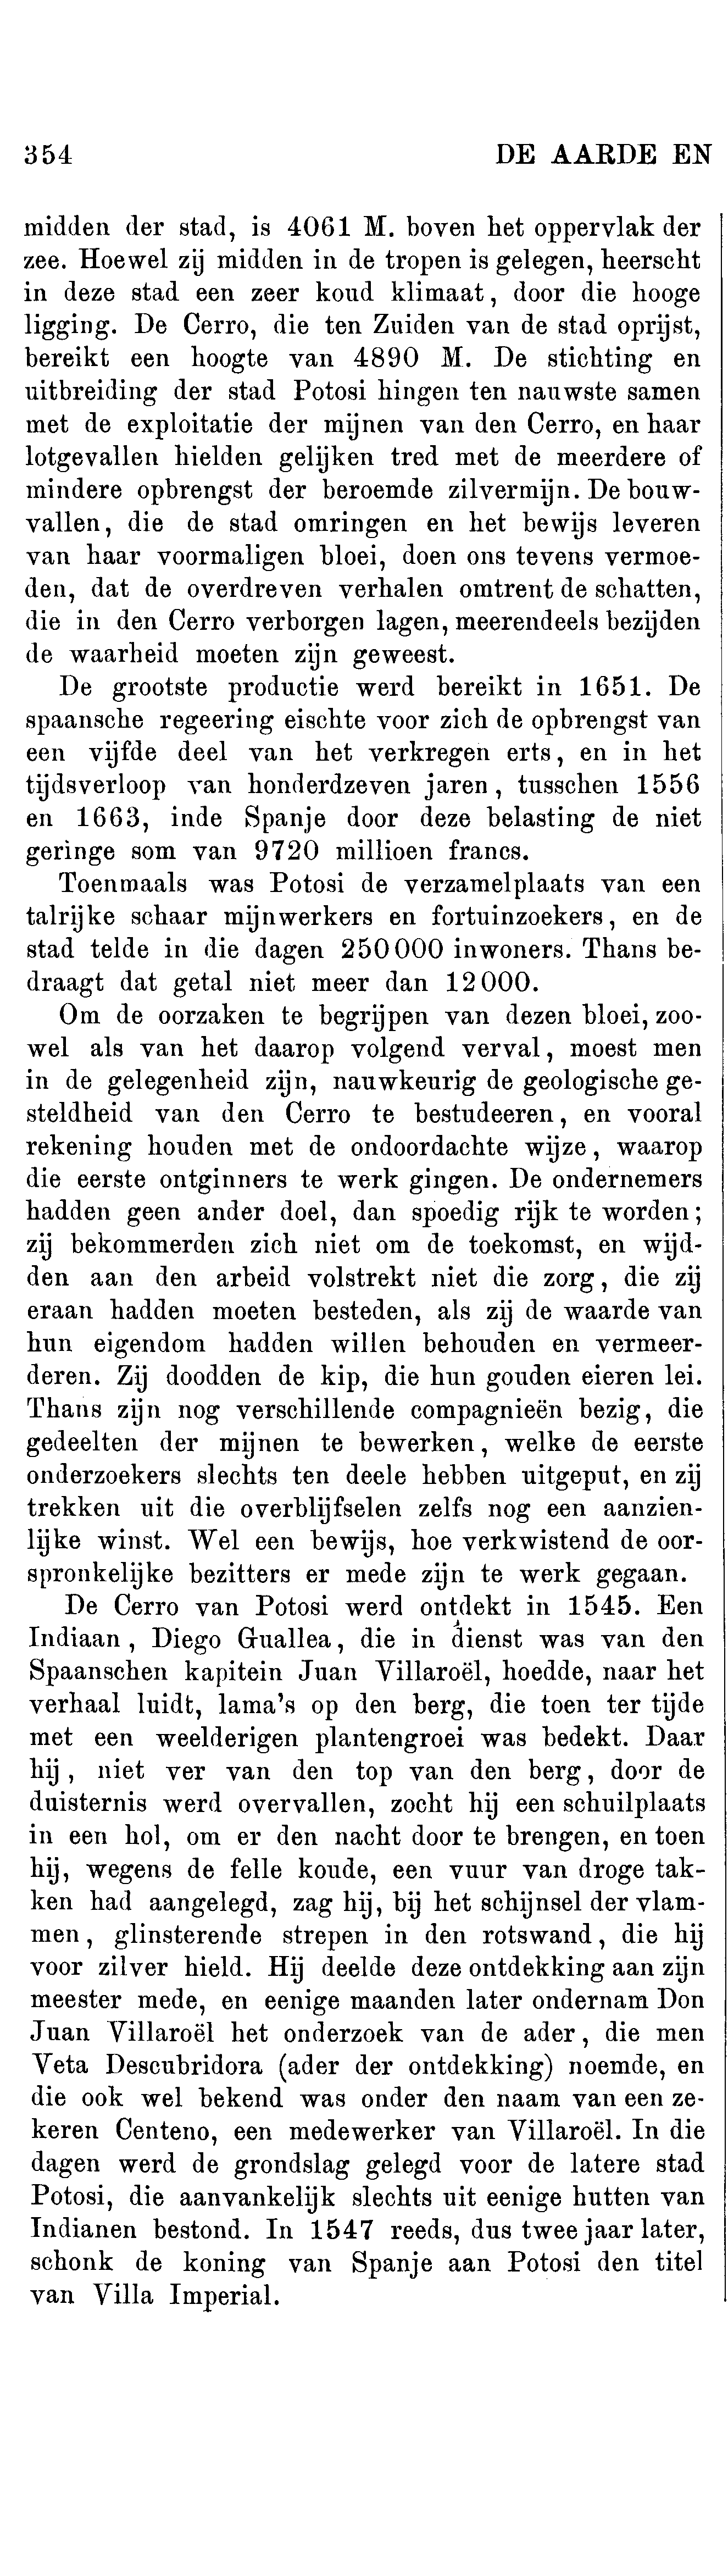 354 DE AARDE EN
midden der stad, is 4061 M. boven het oppervlak der
zee. Hoewel zij midden in de tropen is gelegen, heerscht
in deze stad een zeer koud klimaat, door die hooge
ligging. De Cerro, die ten Zuiden van de stad oprijst,
bereikt een hoogte van 4890 M. De stichting en
uitbreiding der stad Potosi hingen ten nauwste samen
met de exploitatie der mijnen van den Cerro, en haar
lotgevallen hielden gelijken tred met de meerdere of
mindere opbrengst der beroemde zilvermijn. De bouw-
vallen, die de stad omringen en het bewijs leveren
van haar voormaligen bloei, doen ons tevens vermoe-
den, dat de overdreven verhalen omtrent de schatten,
die in den Cerro verborgen lagen, meerendeels bezijden
de waarheid moeten zijn geweest.
De grootste productie werd bereikt in 1651. De
spaansche regeering eischte voor zich de opbrengst van
een vijfde deel van het verkregen erts, en in het
tijdsverloop van honderdzeven jaren, tusschen 1556
en 1663, inde Spanje door deze belasting de niet
geringe som van 9720 millioen francs.
Toenmaals was Potosi de verzamelplaats van een
talrijke schaar mijnwerkers en fortuinzoekers, en de
stad telde in die dagen 250000 inwoners. Thans be-
draagt dat getal niet meer dan 12000.
Om de oorzaken te begrijpen van dezen bloei, zoo-
wel als van het daarop volgend verval, moest men
in de gelegenheid zijn, nauwkeurig de geologische ge-
steldheid van den Cerro te bestudeeren, en vooral
rekening houden met de ondoordachte wijze, waarop
die eerste ontginners te werk gingen. De ondernemers
hadden geen ander doel, dan spoedig rijk te worden;
zij bekommerden zich niet om de toekomst, en wijd-
den aan den arbeid volstrekt niet die zorg, die zij
eraan hadden moeten besteden, als zij de waarde van
hun eigendom hadden willen behouden en vermeer-
deren. Zij doodden de kip, die hun gouden eieren lei.
Thans zijn nog verschillende compagnieën bezig, die
gedeelten der mijnen te bewerken, welke de eerste
onderzoekers slechts ten deele hebben uitgeput, en zij
trekken uit die overblijfselen zelfs nog een aanzien-
lijke winst. Wel een bewijs, hoe verkwistend de oor-
spronkelijke bezitters er mede zijn te werk gegaan.
De Cerro van Potosi werd ontdekt in 1545. Een
Indiaan, Diego Guallea, die in dienst was van den
Spaanschen kapitein Juan Villaroël, hoedde, naar het
verhaal luidt, lama's op den berg, die toen ter tijde
met een weelderigen plantengroei was bedekt. Daar
hij, niet ver van den top van den berg, door de
duisternis werd overvallen, zocht hij een schuilplaats
in een hol, om er den nacht door te brengen, en toen
hij, wegens de felle koude, een vuur van droge tak-
ken had aangelegd, zag hij, bij het schijnsel der vlam-
men, glinsterende strepen in den rotswand, die hij
voor zilver hield. Hij deelde deze ontdekking aan zijn
meester mede, en eenige maanden later ondernam Don
Juan Villaroël het onderzoek van de ader, die men
Veta Descubridora (ader der ontdekking) noemde, en
die ook wel bekend was onder den naam van een ze-
keren Centeno, een medewerker van Villaroël. In die
dagen werd de grondslag gelegd voor de latere stad
Potosi, die aanvankelijk slechts uit eenige hutten van
Indianen bestond. In 1547 reeds, dus twee jaar later,
schonk de koning van Spanje aan Potosi den titel
van Villa Imperial.